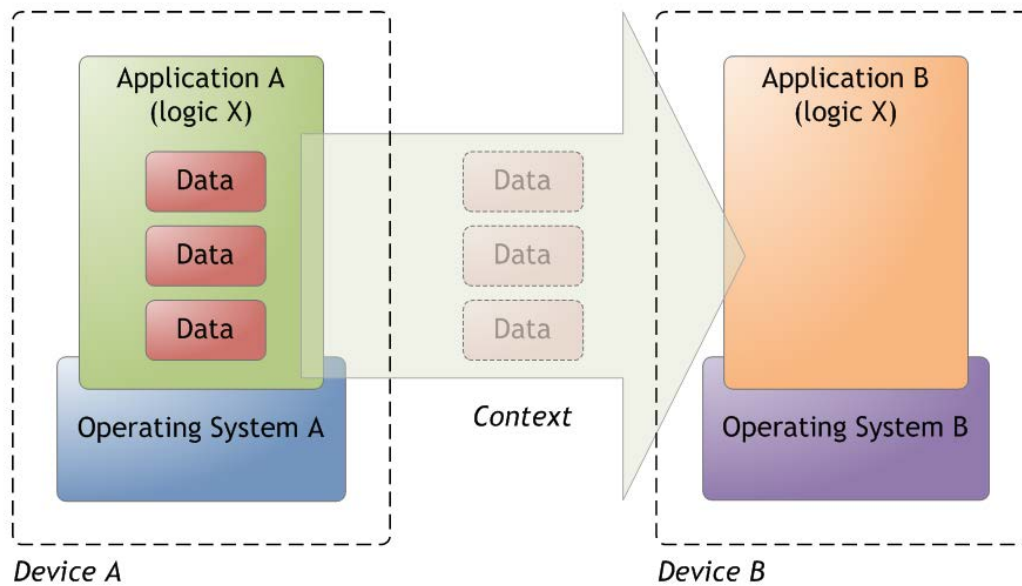 Application A
(logic X)
Data
Data
Data
Operating System A
Device A
Data
Data
Data
Context
Application B
(logic X)
Operating System B
Device B